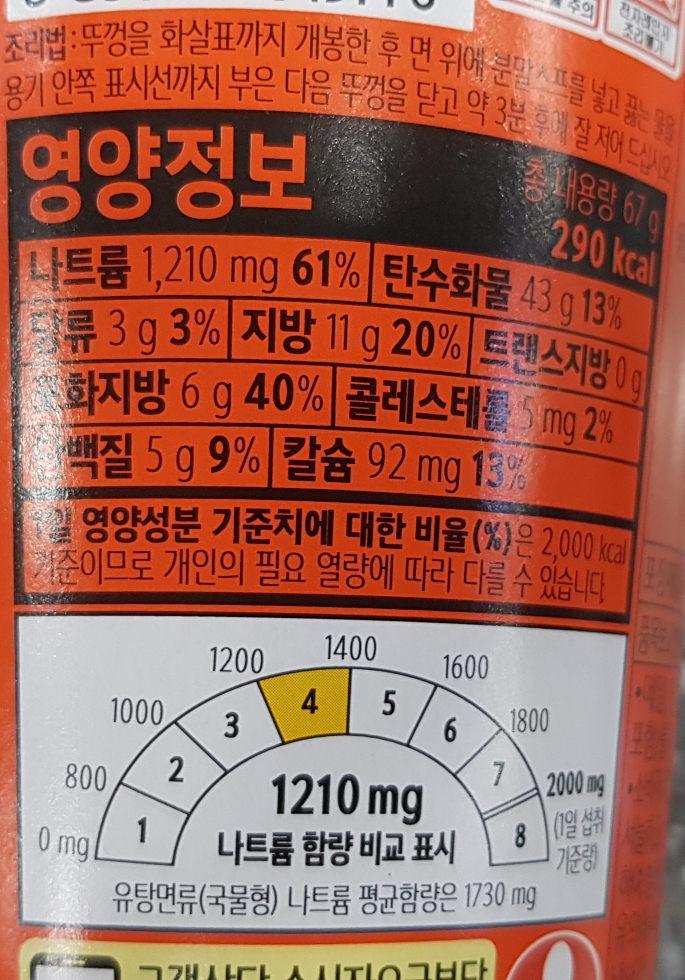 조리법:뚜껑을 화살표까지 개봉한 후 면 위에 분말스프를 넣고 끓는 물을
용기 안쪽 표시선까지 부은 다음 뚜껑을 닫고 약 3분 후에 잘 저어 드십시오
영양정보
총 내용량 67 g
290 kcal
나트륨 1,210 mg 61% 탄수화물 43 g 13%
당류 3 g 3% 지방 11 g 20% 트랜스지방 0 g
포화지방 6 g 40% 콜레스테롤 5 mg 2%
단백질 5 g 9% 칼슘 92 mg 13%
1일 영양성분 기준치에 대한 비율(%)은 2,000 kcal
기준이므로 개인의 필요 열량에 따라 다를 수 있습니다
0 mg 800 1000 1200 1400 1600 1800 2000 mg
(1일 섭취
기준량)
1 2 3 4 5 6 7 8
1210 mg
나트륨 함량 비교 표시
유탕면류(국물형) 나트륨 평균함량은 1730 mg